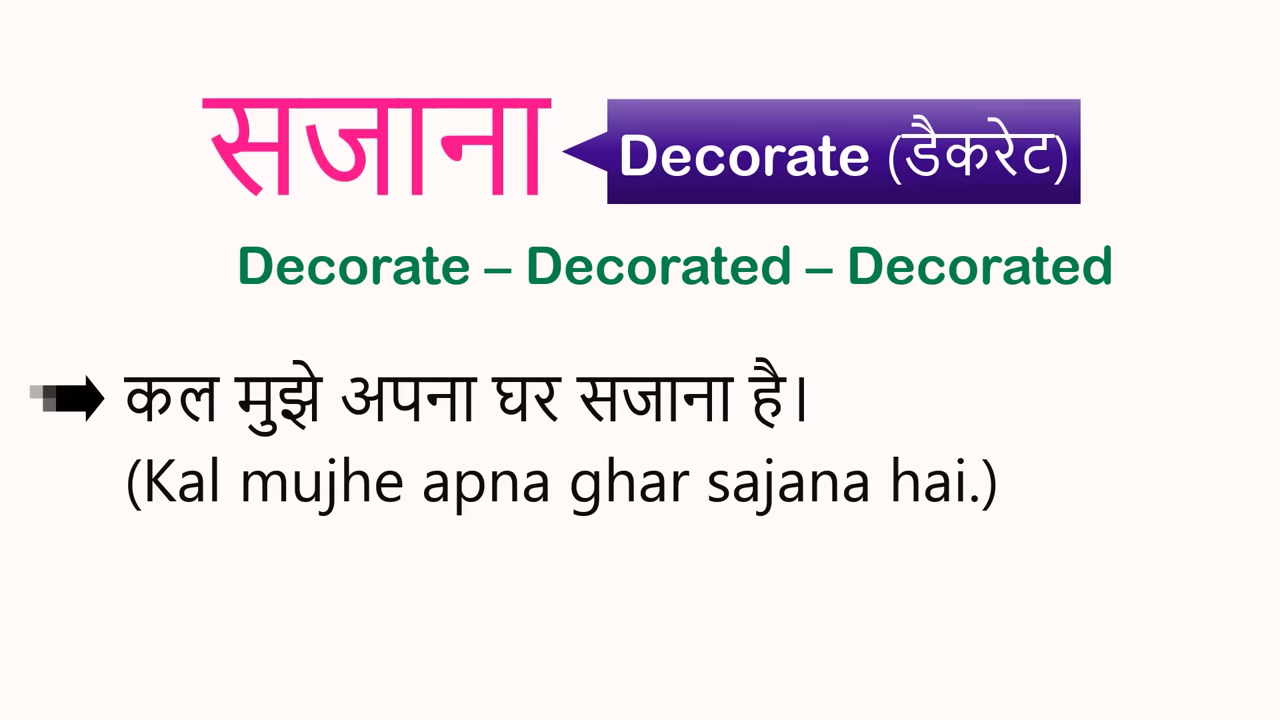 सजाना Decorate (डैकरेट)
Decorate – Decorated – Decorated
कल मुझे अपना घर सजाना है।
(Kal mujhe apna ghar sajana hai.)